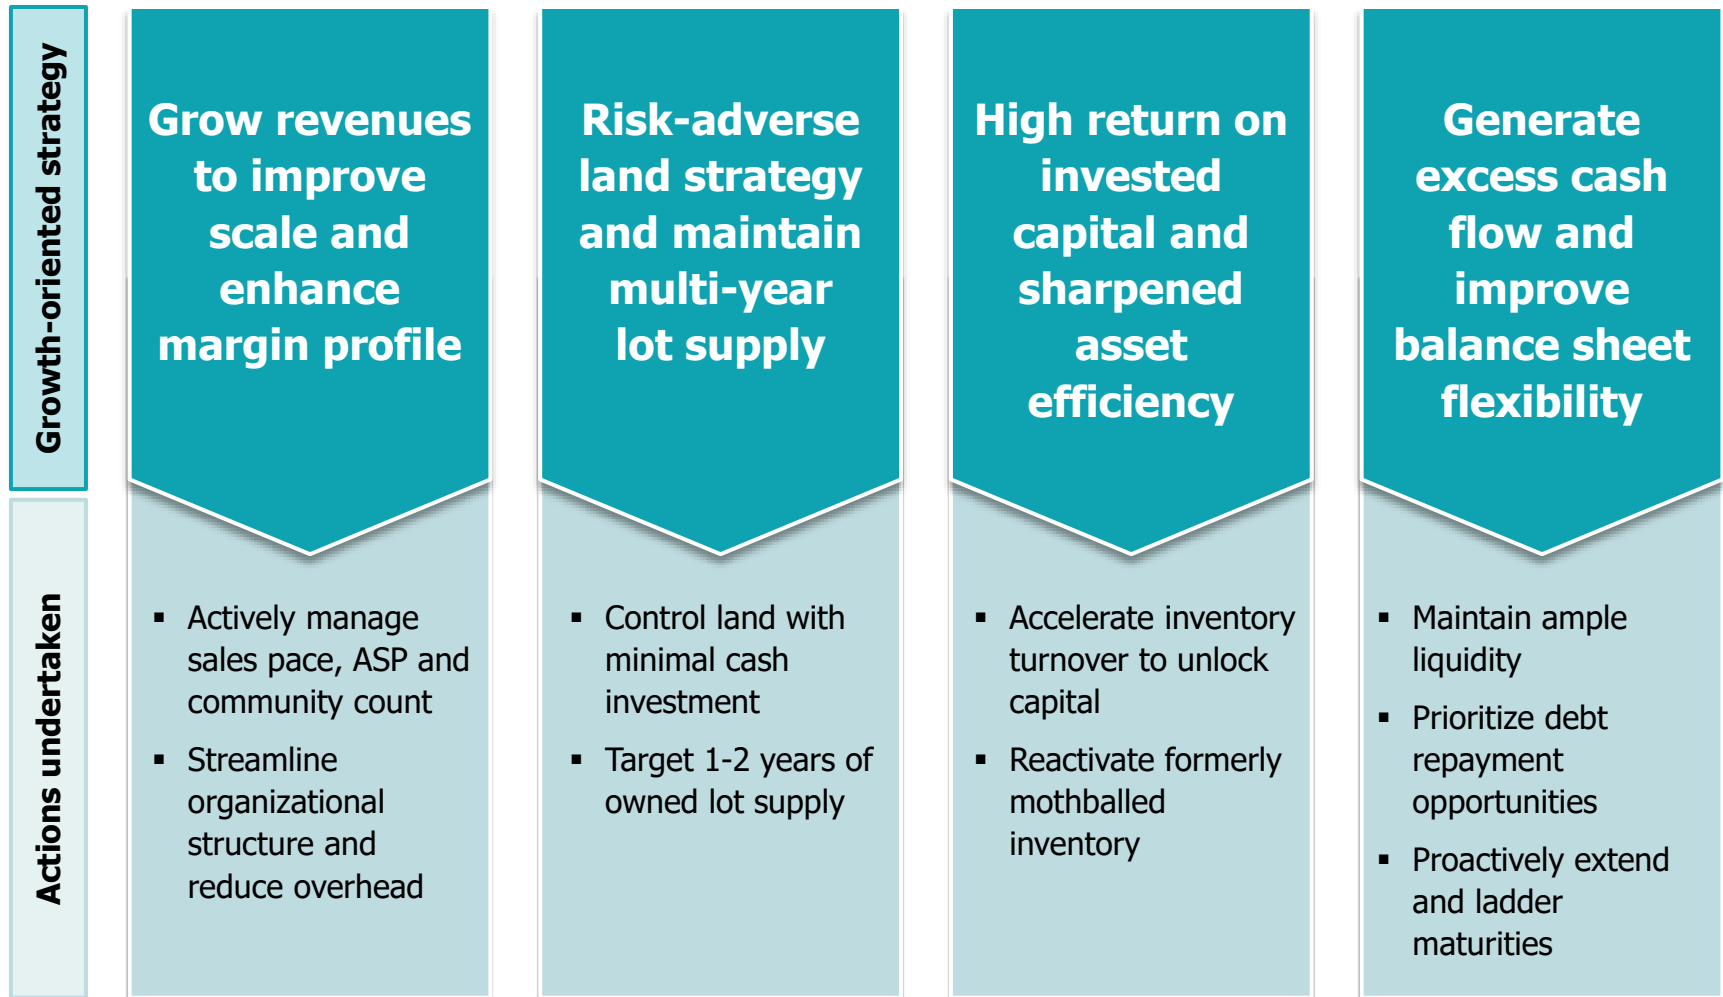 Growth-oriented strategy
Grow revenues
to improve
scale and
enhance
margin profile
Risk-adverse
land strategy
and maintain
multi-year
lot supply
High return on
invested
capital and
sharpened
asset
efficiency
Generate
excess cash
flow and
improve
balance sheet
flexibility
Actions undertaken
▪ Actively manage
sales pace, ASP and
community count
▪ Streamline
organizational
structure and
reduce overhead
▪ Control land with
minimal cash
investment
▪ Target 1-2 years of
owned lot supply
▪ Accelerate inventory
turnover to unlock
capital
▪ Reactivate formerly
mothballed
inventory
▪ Maintain ample
liquidity
▪ Prioritize debt
repayment
opportunities
▪ Proactively extend
and ladder
maturities